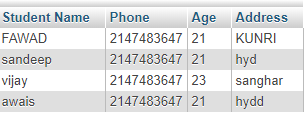 Student Name Phone Age Address
FAWAD 2147483647 21 KUNRI
sandeep 2147483647 21 hyd
vijay 2147483647 23 sanghar
awais 2147483647 21 hydd